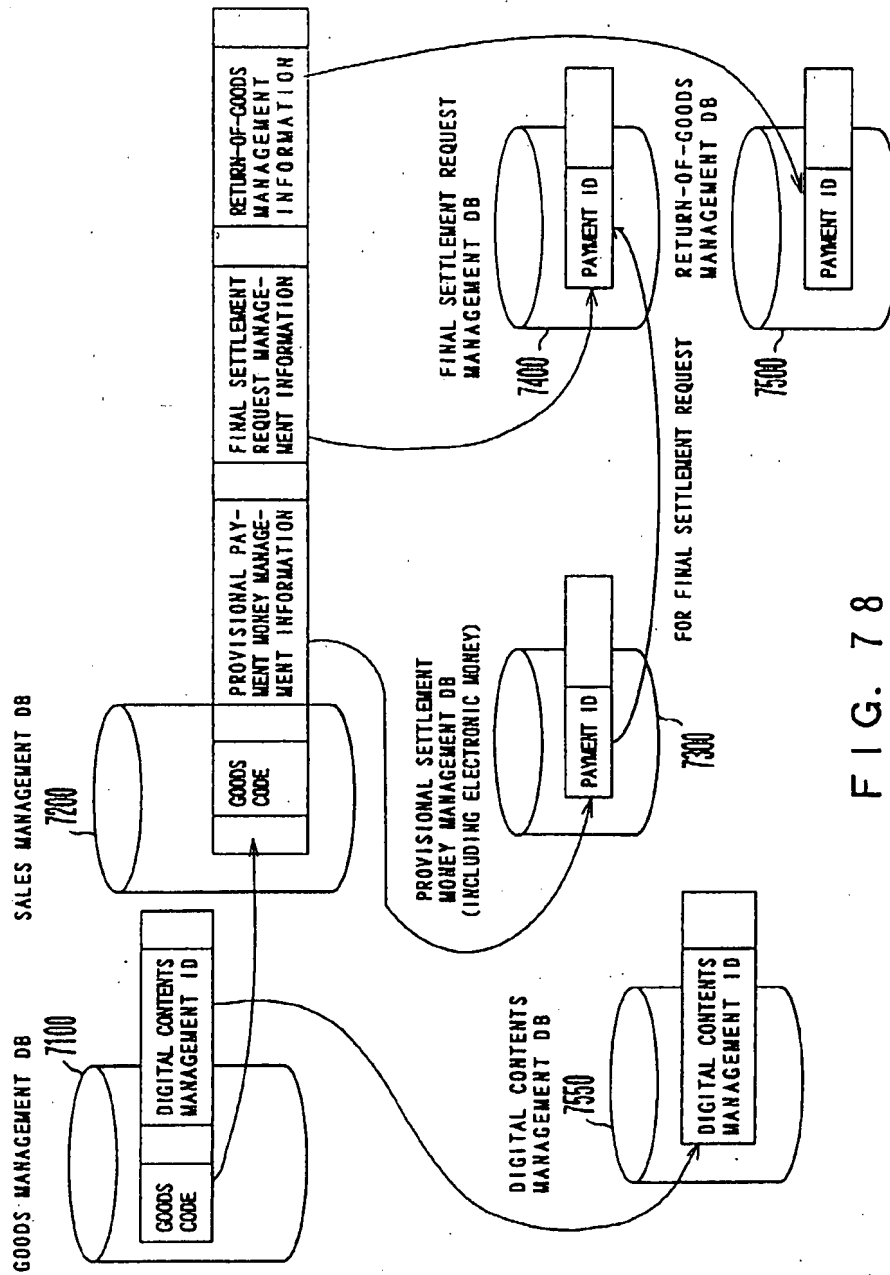 GOODS MANAGEMENT DB
7100
GOODS
CODE
DIGITAL CONTENTS
MANAGEMENT ID
SALES MANAGEMENT DB
7200
GOODS
CODE
PROVISIONAL PAY-
MENT MONEY MANAGE-
MENT INFORMATION
FINAL SETTLEMENT
REQUEST MANAGE-
MENT INFORMATION
RETURN-OF-GOODS
MANAGEMENT
INFORMATION
DIGITAL CONTENTS
MANAGEMENT DB
7550
DIGITAL CONTENTS
MANAGEMENT ID
PROVISIONAL SETTLEMENT
MONEY MANAGEMENT DB
(INCLUDING ELECTRONIC MONEY)
PAYMENT ID
7300
FINAL SETTLEMENT REQUEST
MANAGEMENT DB
7400
PAYMENT ID
FOR FINAL SETTLEMENT REQUEST
RETURN-OF-GOODS
MANAGEMENT DB
7500
PAYMENT ID
FIG. 78